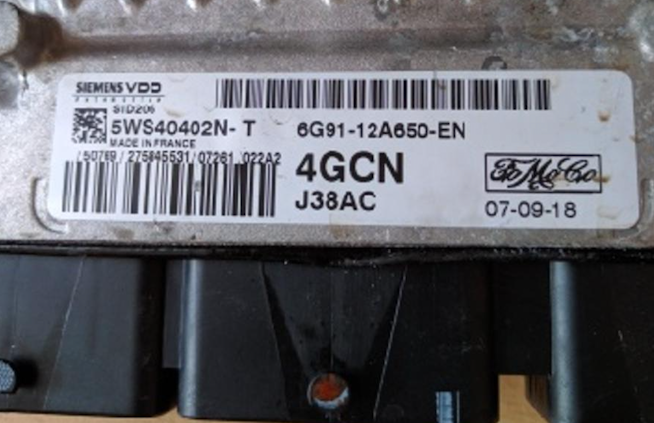 SIEMENS VDO
AUTOMOTIVE
SID206
5WS40402N-T 6G91-12A650-EN
MADE IN FRANCE
/50769/275845531/07261/022A2
4GCN
J38AC
FoMoCo
07-09-18